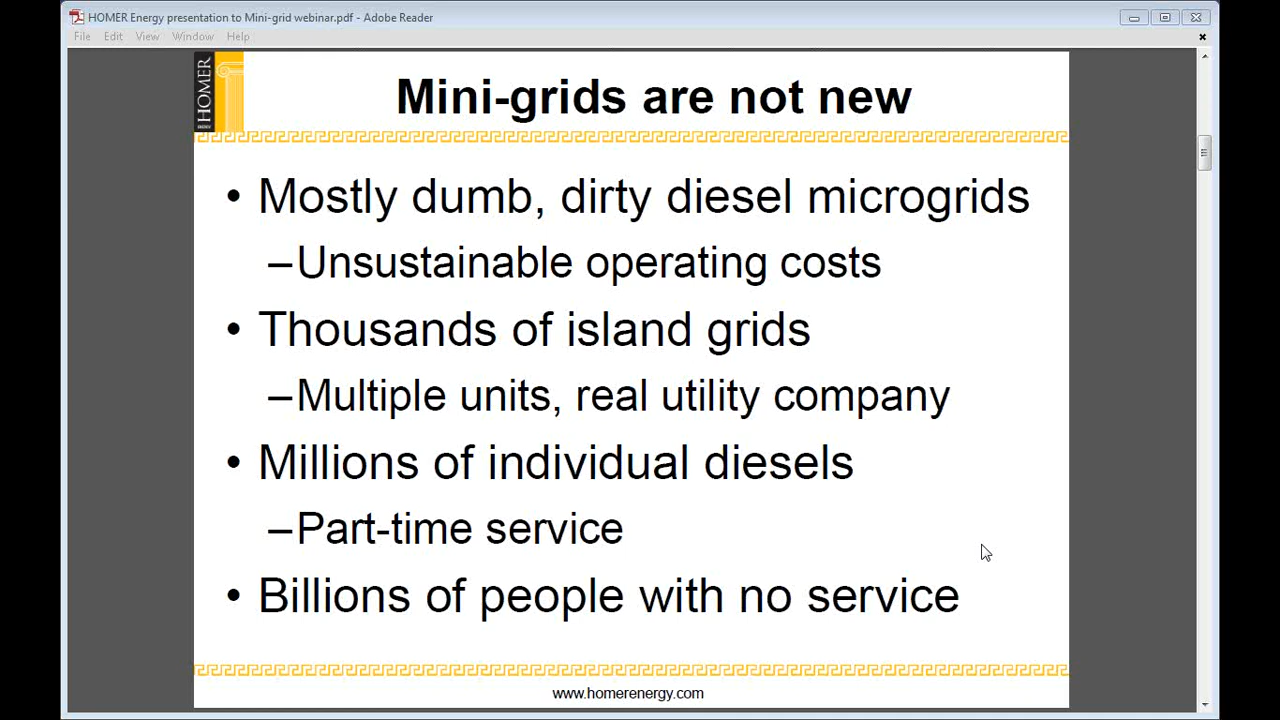 HOMER Energy presentation to Mini-grid webinar.pdf - Adobe Reader
File Edit View Window Help
HOMER
Mini-grids are not new
• Mostly dumb, dirty diesel microgrids
–Unsustainable operating costs
• Thousands of island grids
–Multiple units, real utility company
• Millions of individual diesels
–Part-time service
• Billions of people with no service
www.homerenergy.com